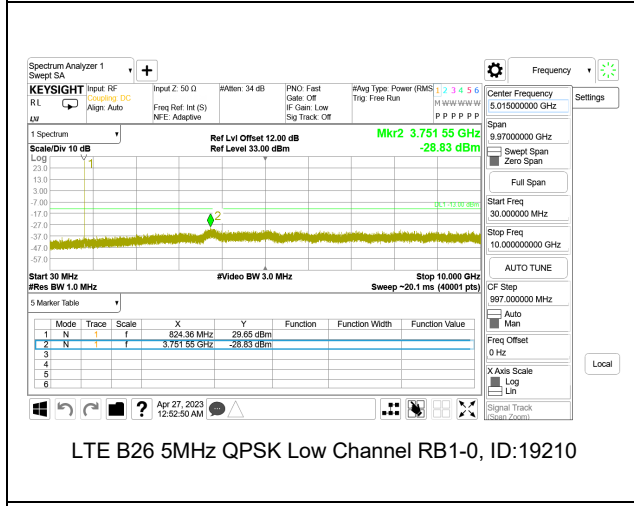 Spectrum Analyzer 1
Swept SA
+
Frequency
KEYSIGHT Input: RF Input Z: 50 Ω #Atten: 34 dB PNO: Fast #Avg Type: Power (RMS 1 2 3 4 5 6
RL Coupling: DC Gate: Off Trig: Free Run M W W W W W
Align: Auto Freq Ref: Int (S) IF Gain: Low
LXI NFE: Adaptive Sig Track: Off P P P P P P
1 Spectrum
Ref Lvl Offset 12.00 dB Mkr2 3.751 55 GHz
Scale/Div 10 dB Ref Level 33.00 dBm -28.83 dBm
Log
1
23.0
13.0
3.00
-7.00
DL1 -13.00 dBm
-17.0
2
-27.0
-37.0
-47.0
-57.0
Start 30 MHz #Video BW 3.0 MHz Stop 10.000 GHz
#Res BW 1.0 MHz Sweep ~20.1 ms (40001 pts)
5 Marker Table
Mode Trace Scale X Y Function Function Width Function Value
1 N 1 f 824.36 MHz 29.65 dBm
2 N 1 f 3.751 55 GHz -28.83 dBm
3
4
5
6
? Apr 27, 2023
12:52:50 AM
Center Frequency
5.015000000 GHz
Settings
Span
9.97000000 GHz
Swept Span
Zero Span
Full Span
Start Freq
30.000000 MHz
Stop Freq
10.000000000 GHz
AUTO TUNE
CF Step
997.000000 MHz
Auto
Man
Freq Offset
0 Hz
Local
X Axis Scale
Log
Lin
Signal Track
(Span Zoom)
LTE B26 5MHz QPSK Low Channel RB1-0, ID:19210